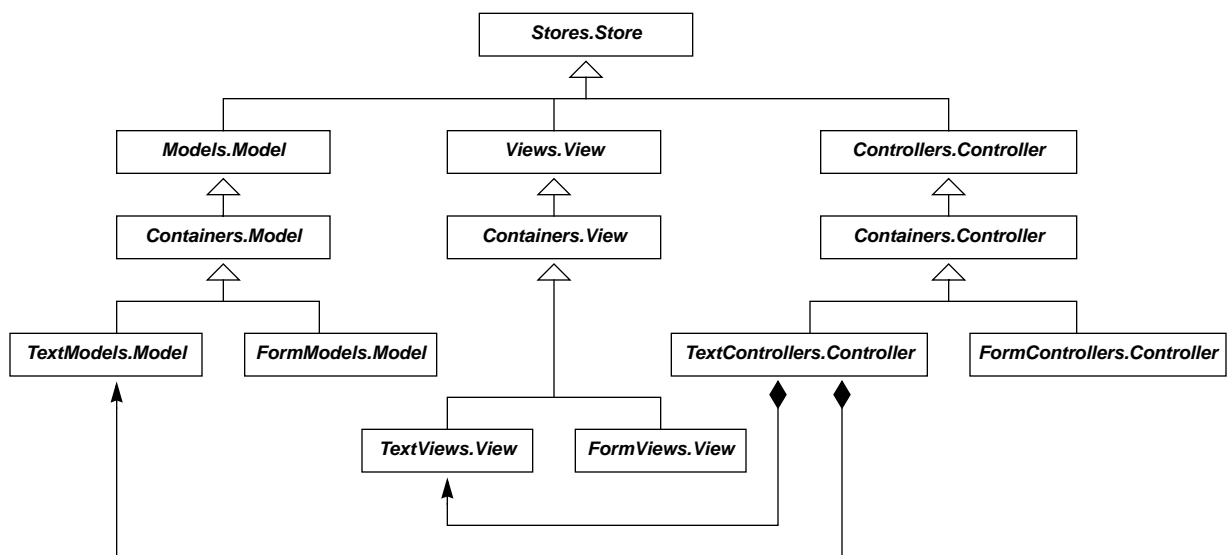 Stores.Store
Models.Model
Views.View
Controllers.Controller
Containers.Model
Containers.View
Containers.Controller
TextModels.Model
FormModels.Model
TextControllers.Controller
FormControllers.Controller
TextViews.View
FormViews.View